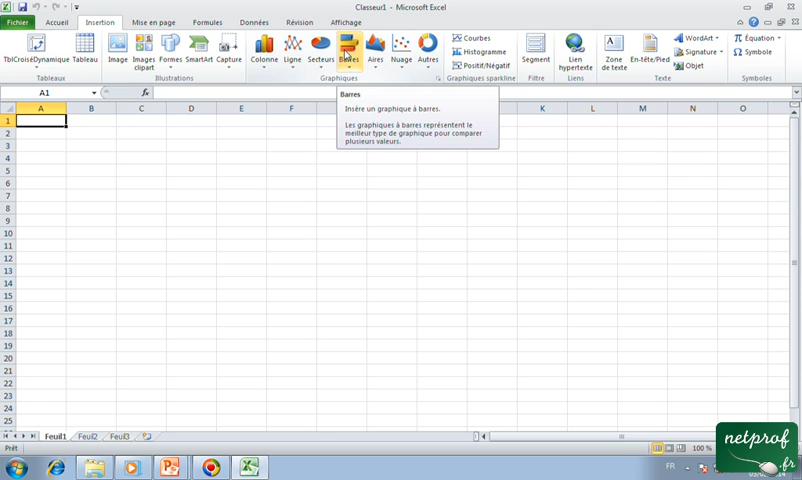 Classeur1 - Microsoft Excel
Fichier Accueil Insertion Mise en page Formules Données Révision Affichage
TblCroiséDynamique Tableau Image Images clipart Formes SmartArt Capture Colonne Ligne Secteurs Barres Aires Nuage Autres
Courbes
Histogramme
Positif/Négatif
Segment
Lien hypertexte
Zone de texte
En-tête/Pied
WordArt
Signature
Objet
Équation
Symbole
Tableaux Illustrations Graphiques Graphiques sparkline Filtre Liens Texte Symboles
A1 fx
Barres
Insère un graphique à barres.
Les graphiques à barres représentent le
meilleur type de graphique pour comparer
plusieurs valeurs.
A B C D E F K L M N O
1
2
3
4
5
6
7
8
9
10
11
12
13
14
15
16
17
18
19
20
21
22
23
24
25
Feuil1 Feuil2 Feuil3
Prêt 100 %
FR
netprof
.fr